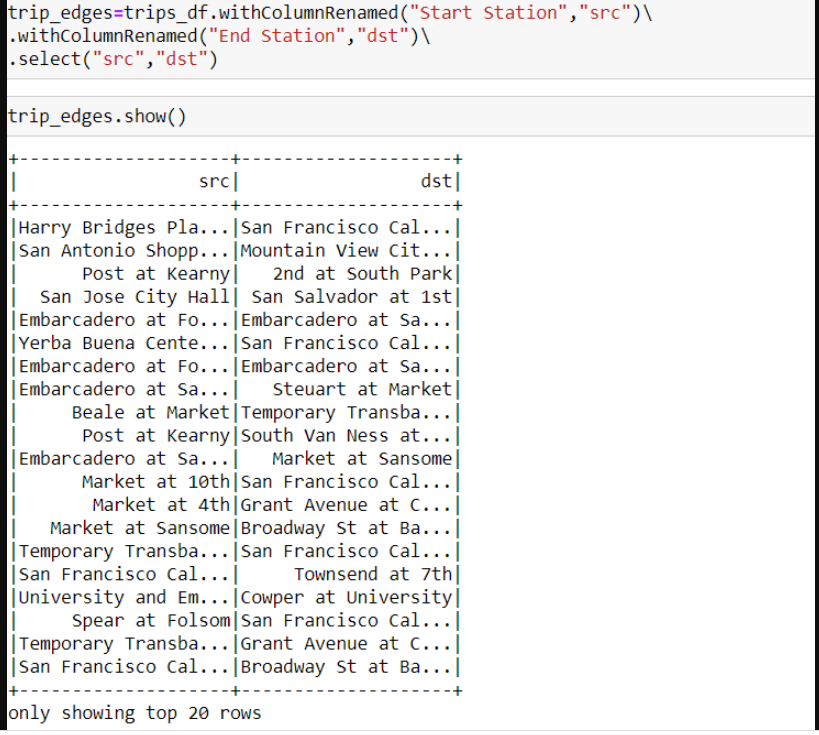 trip_edges=trips_df.withColumnRenamed("Start Station","src")\
.withColumnRenamed("End Station","dst")\
.select("src","dst")
trip_edges.show()
+--------------------+--------------------+
|                 src|                 dst|
+--------------------+--------------------+
|Harry Bridges Pla...|San Francisco Cal...|
|San Antonio Shopp...|Mountain View Cit...|
|      Post at Kearny|   2nd at South Park|
|  San Jose City Hall| San Salvador at 1st|
|Embarcadero at Fo...|Embarcadero at Sa...|
|Yerba Buena Cente...|San Francisco Cal...|
|Embarcadero at Fo...|Embarcadero at Sa...|
|Embarcadero at Sa...|   Steuart at Market|
|     Beale at Market|Temporary Transba...|
|      Post at Kearny|South Van Ness at...|
|Embarcadero at Sa...|   Market at Sansome|
|      Market at 10th|San Francisco Cal...|
|       Market at 4th|Grant Avenue at C...|
|   Market at Sansome|Broadway St at Ba...|
|Temporary Transba...|San Francisco Cal...|
|San Francisco Cal...|     Townsend at 7th|
|University and Em...|Cowper at University|
|     Spear at Folsom|San Francisco Cal...|
|Temporary Transba...|Grant Avenue at C...|
|San Francisco Cal...|Broadway St at Ba...|
+--------------------+--------------------+
only showing top 20 rows